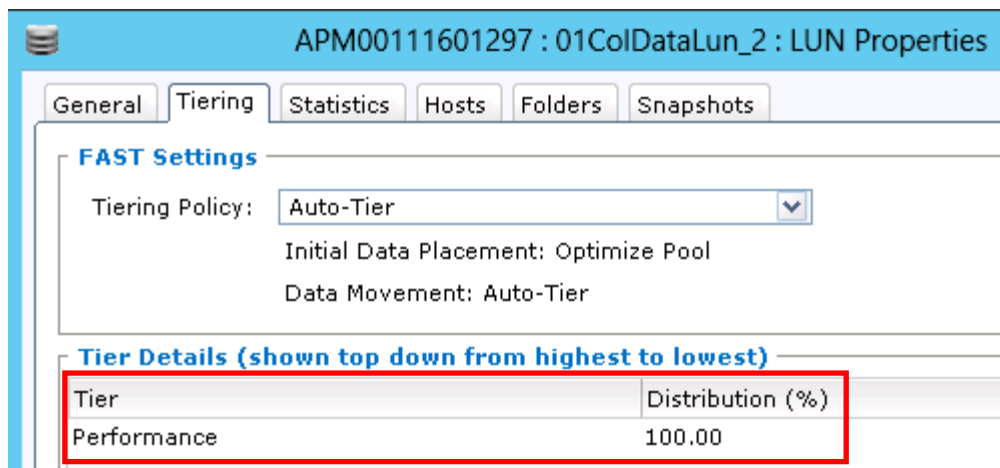 APM00111601297 : 01ColDataLun_2 : LUN Properties
General Tiering Statistics Hosts Folders Snapshots
FAST Settings
Tiering Policy: Auto-Tier
Initial Data Placement: Optimize Pool
Data Movement: Auto-Tier
Tier Details (shown top down from highest to lowest)
Tier Distribution (%)
Performance 100.00